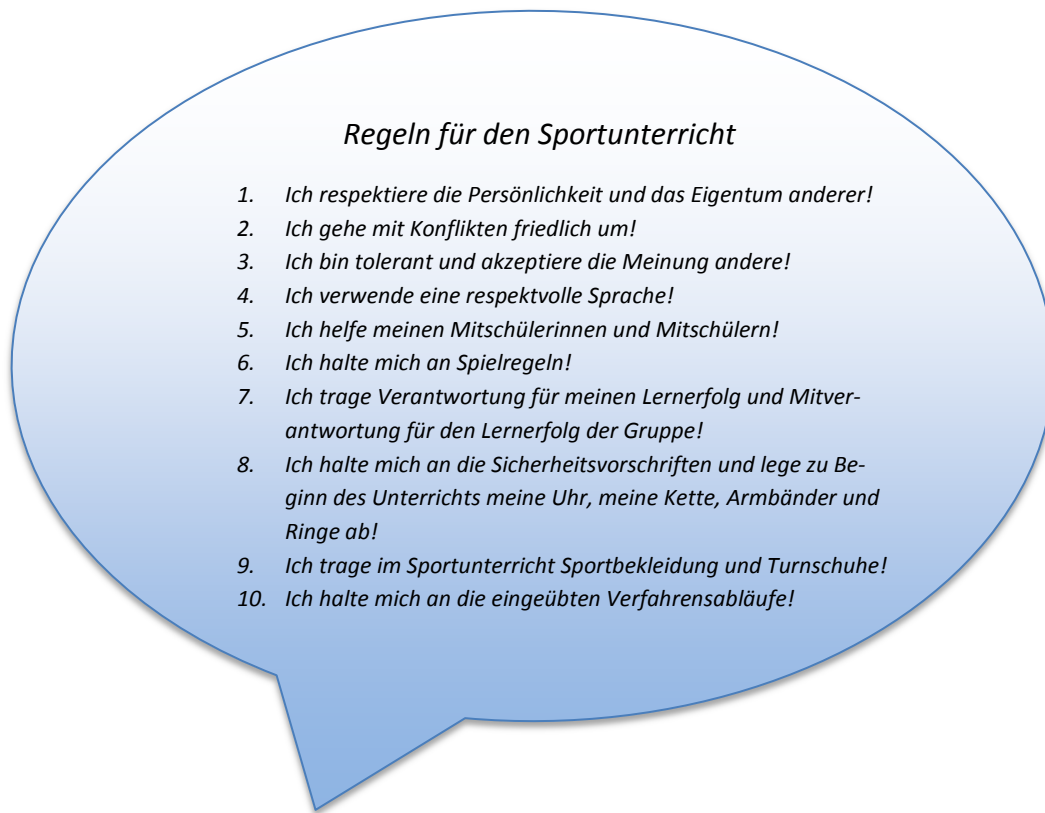 Regeln für den Sportunterricht
1. Ich respektiere die Persönlichkeit und das Eigentum anderer!
2. Ich gehe mit Konflikten friedlich um!
3. Ich bin tolerant und akzeptiere die Meinung andere!
4. Ich verwende eine respektvolle Sprache!
5. Ich helfe meinen Mitschülerinnen und Mitschülern!
6. Ich halte mich an Spielregeln!
7. Ich trage Verantwortung für meinen Lernerfolg und Mitver-
antwortung für den Lernerfolg der Gruppe!
8. Ich halte mich an die Sicherheitsvorschriften und lege zu Be-
ginn des Unterrichts meine Uhr, meine Kette, Armbänder und
Ringe ab!
9. Ich trage im Sportunterricht Sportbekleidung und Turnschuhe!
10. Ich halte mich an die eingeübten Verfahrensabläufe!